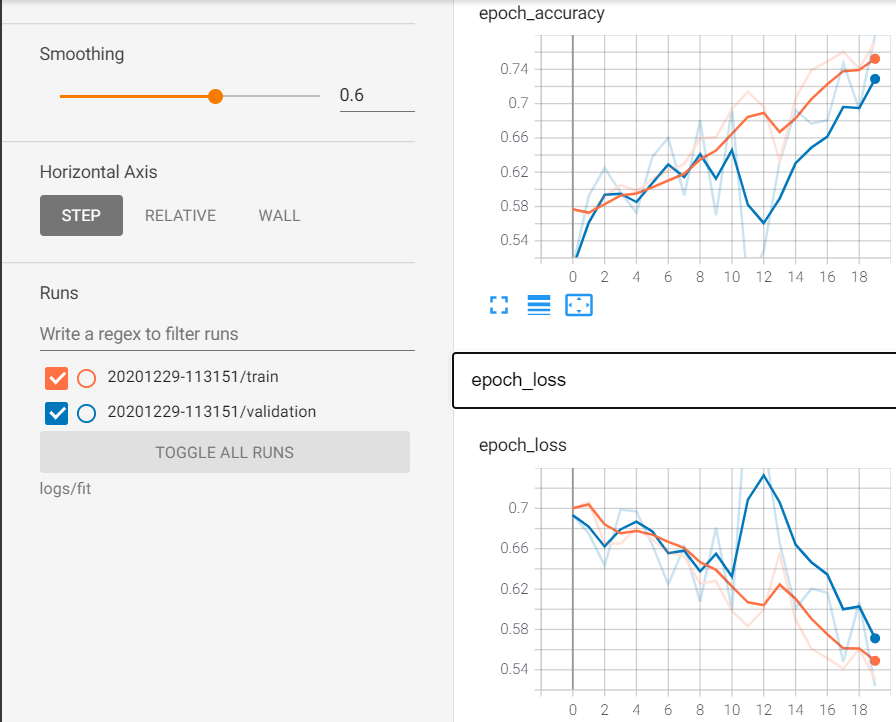 Smoothing
0.6
Horizontal Axis
STEP RELATIVE WALL
Runs
Write a regex to filter runs
20201229-113151/train
20201229-113151/validation
TOGGLE ALL RUNS
logs/fit
epoch_accuracy
0.74
0.7
0.66
0.62
0.58
0.54
0 2 4 6 8 10 12 14 16 18
epoch_loss
epoch_loss
0.7
0.66
0.62
0.58
0.54
0 2 4 6 8 10 12 14 16 18